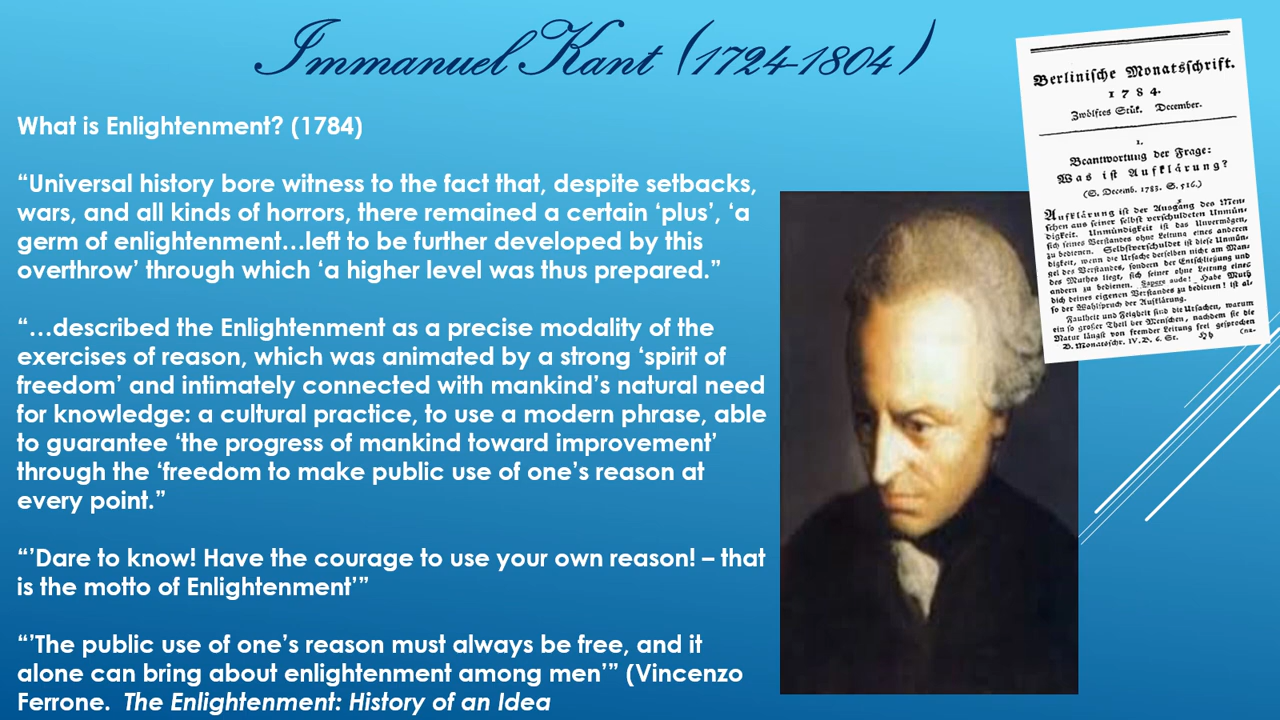 Immanuel Kant (1724-1804)
What is Enlightenment? (1784)
“Universal history bore witness to the fact that, despite setbacks,
wars, and all kinds of horrors, there remained a certain ‘plus’, ‘a
germ of enlightenment…left to be further developed by this
overthrow’ through which ‘a higher level was thus prepared.”
“…described the Enlightenment as a precise modality of the
exercises of reason, which was animated by a strong ‘spirit of
freedom’ and intimately connected with mankind’s natural need
for knowledge: a cultural practice, to use a modern phrase, able
to guarantee ‘the progress of mankind toward improvement’
through the ‘freedom to make public use of one’s reason at
every point.”
“’Dare to know! Have the courage to use your own reason! – that
is the motto of Enlightenment’”
“’The public use of one’s reason must always be free, and it
alone can bring about enlightenment among men’” (Vincenzo
Ferrone. The Enlightenment: History of an Idea
Berlinische Monatsschrift.
1784.
Zwölftes Stük. December.
1.
Beantwortung der Frage:
Was ist Aufklärung?
(S. Decemb. 1783. S. 516.)
Aufklärung ist der Ausgang des Men-
schen aus seiner selbst verschuldeten Unmün-
digkeit. Unmündigkeit ist das Unvermögen,
sich seines Verstandes ohne Leitung eines anderen
zu bedienen. Selbstverschuldet ist diese Unmün-
digkeit, wenn die Ursache derselben nicht am Man-
gel des Verstandes, sondern der Entschließung und
des Muthes liegt, sich seiner ohne Leitung eines
andern zu bedienen. Sapere aude! Habe Muth
dich deines eigenen Verstandes zu bedienen! ist al-
so der Wahlspruch der Aufklärung.
Faulheit und Feigheit sind die Ursachen, warum
ein so großer Theil der Menschen, nachdem sie die
Natur längst von fremder Leitung frei gesprochen
B. Monatsschr. IV. B. 6. St. Hh